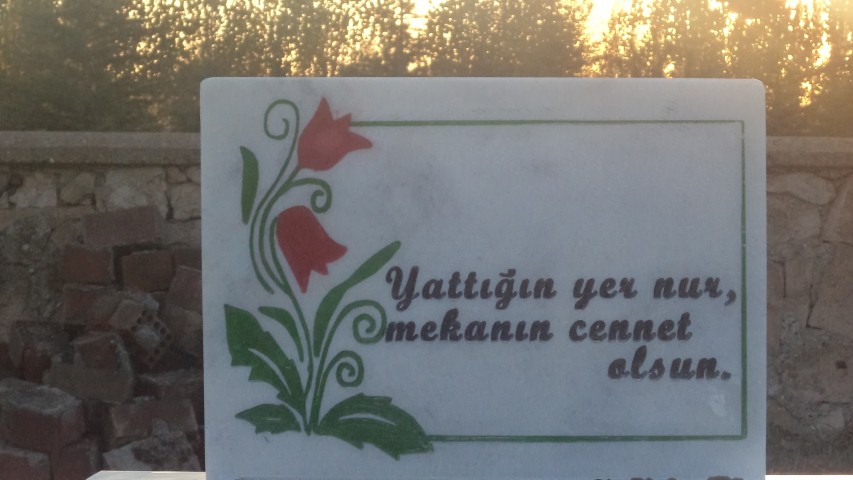 Yattığın yer nur,
mekanın cennet
olsun.